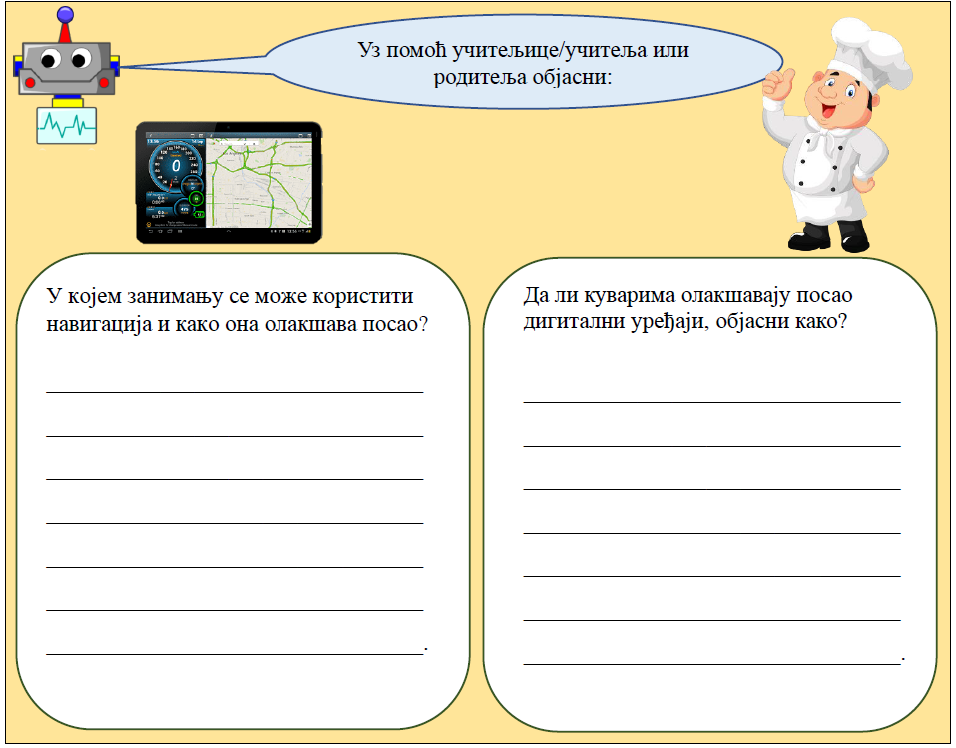 Уз помоћ учитељице/учитеља или
родитеља објасни:
У којем занимању се може користити
навигација и како она олакшава посао?
.
Да ли куварима олакшавају посао
дигитални уређаји, објасни како?
.